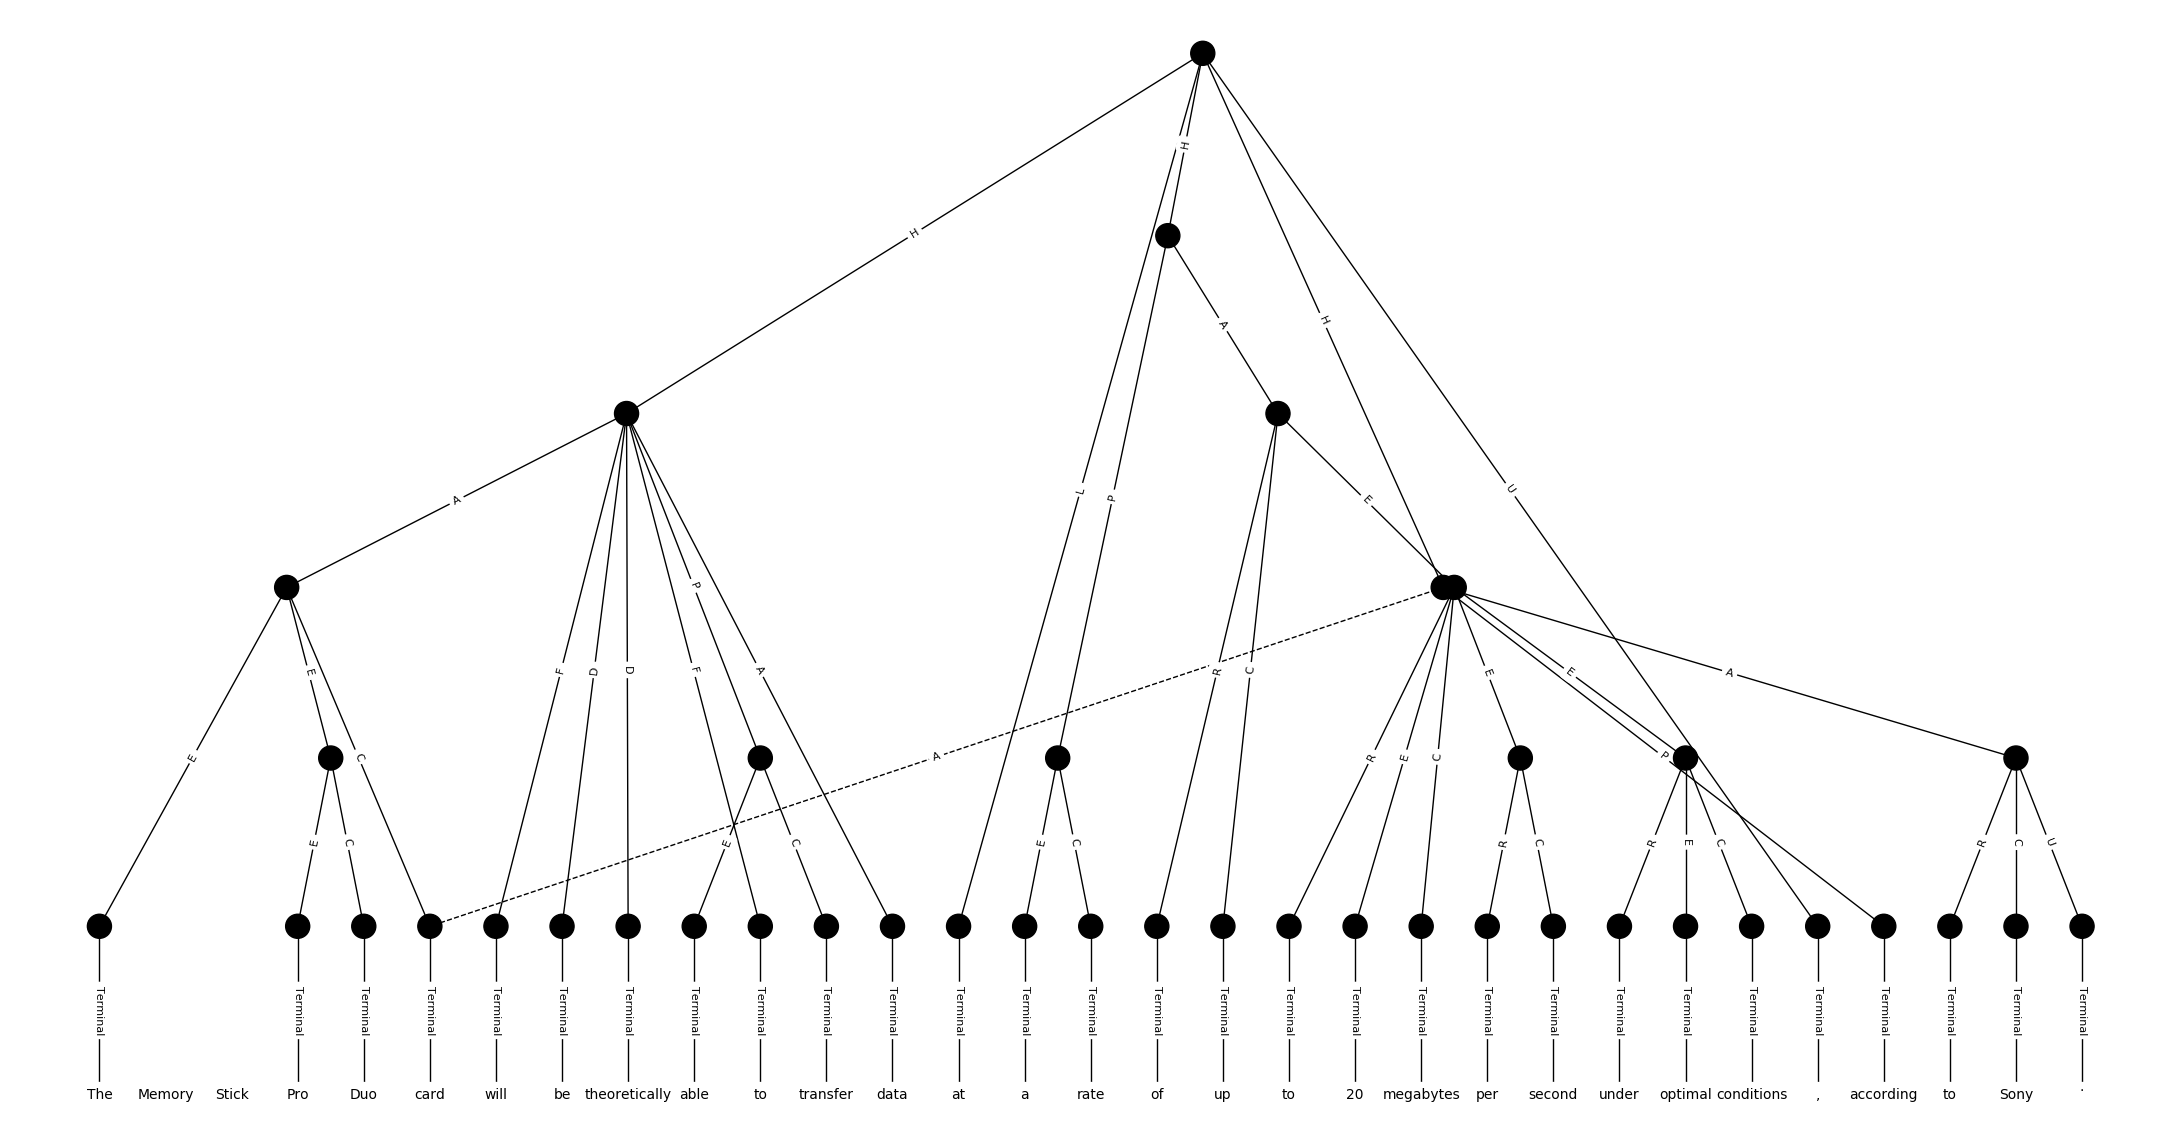 H
H
A
H
A
L
P
E
U
F
D
D
P
F
A
R
C
E
E
A
E
E
C
A
R
E
C
P
E
C
E
C
E
C
R
C
R
E
C
R
C
U
Terminal Terminal Terminal Terminal Terminal Terminal Terminal Terminal Terminal Terminal Terminal Terminal Terminal Terminal Terminal Terminal Terminal Terminal Terminal Terminal Terminal Terminal Terminal Terminal Terminal Terminal Terminal Terminal Terminal
The Memory Stick Pro Duo card will be theoretically able to transfer data at a rate of up to 20 megabytes per second under optimal conditions , according to Sony .